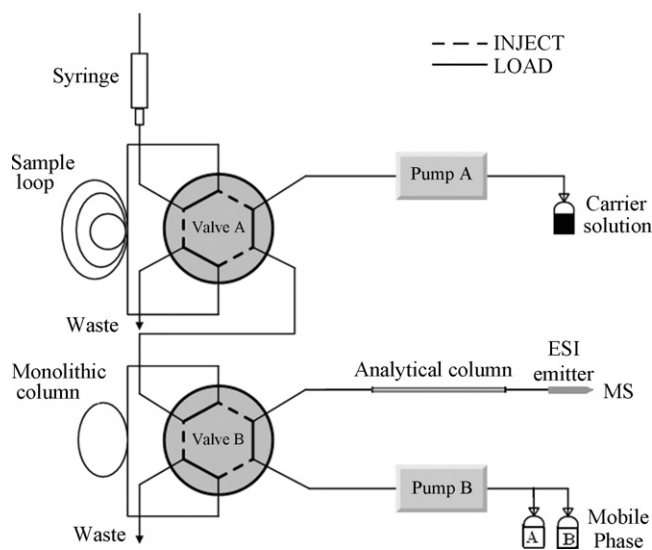 INJECT
LOAD
Syringe
Sample
loop
Pump A
Valve A
Carrier
solution
Waste
Monolithic
column
Analytical column
ESI
emitter
MS
Valve B
Pump B
Waste
A
B
Mobile
Phase